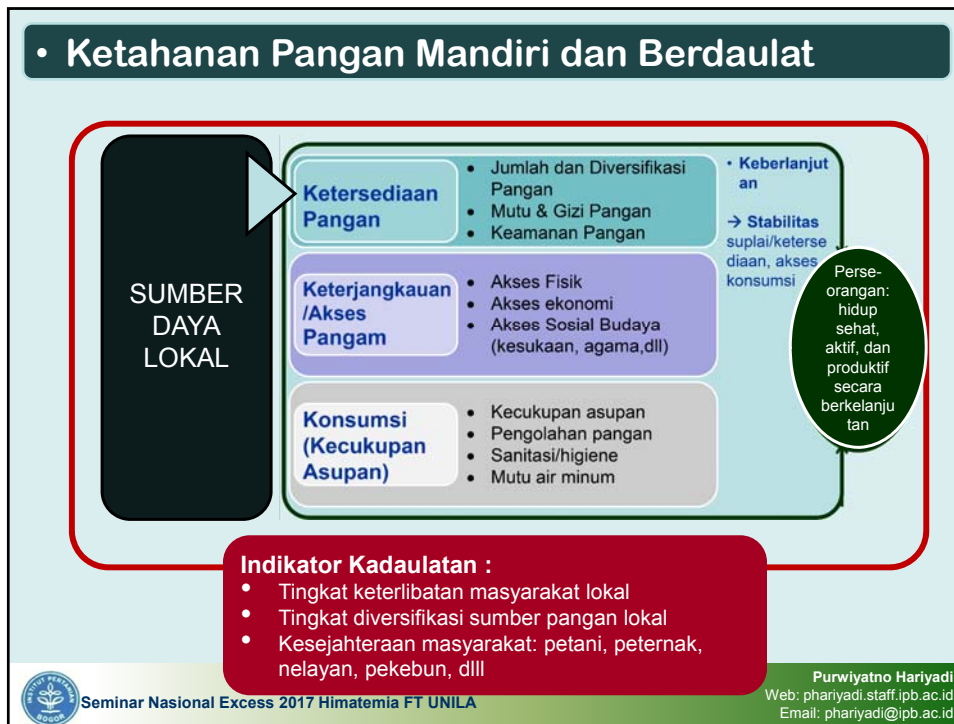 • Ketahanan Pangan Mandiri dan Berdaulat
SUMBER
DAYA
LOKAL
Ketersediaan
Pangan
• Jumlah dan Diversifikasi
Pangan
• Mutu & Gizi Pangan
• Keamanan Pangan
Keterjangkauan
/Akses
Pangam
• Akses Fisik
• Akses ekonomi
• Akses Sosial Budaya
(kesukaan, agama,dll)
Konsumsi
(Kecukupan
Asupan)
• Kecukupan asupan
• Pengolahan pangan
• Sanitasi/higiene
• Mutu air minum
• Keberlanjut
an
→ Stabilitas
suplai/keterse
diaan, akses
konsumsi
Perse-
orangan:
hidup
sehat,
aktif, dan
produktif
secara
berkelanju
tan
Indikator Kadaulatan :
• Tingkat keterlibatan masyarakat lokal
• Tingkat diversifikasi sumber pangan lokal
• Kesejahteraan masyarakat: petani, peternak,
nelayan, pekebun, dlll
INSTITUT PERTANIAN
BOGOR
Seminar Nasional Excess 2017 Himatemia FT UNILA
Purwiyatno Hariyadi
Web: phariyadi.staff.ipb.ac.id
Email: phariyadi@ipb.ac.id